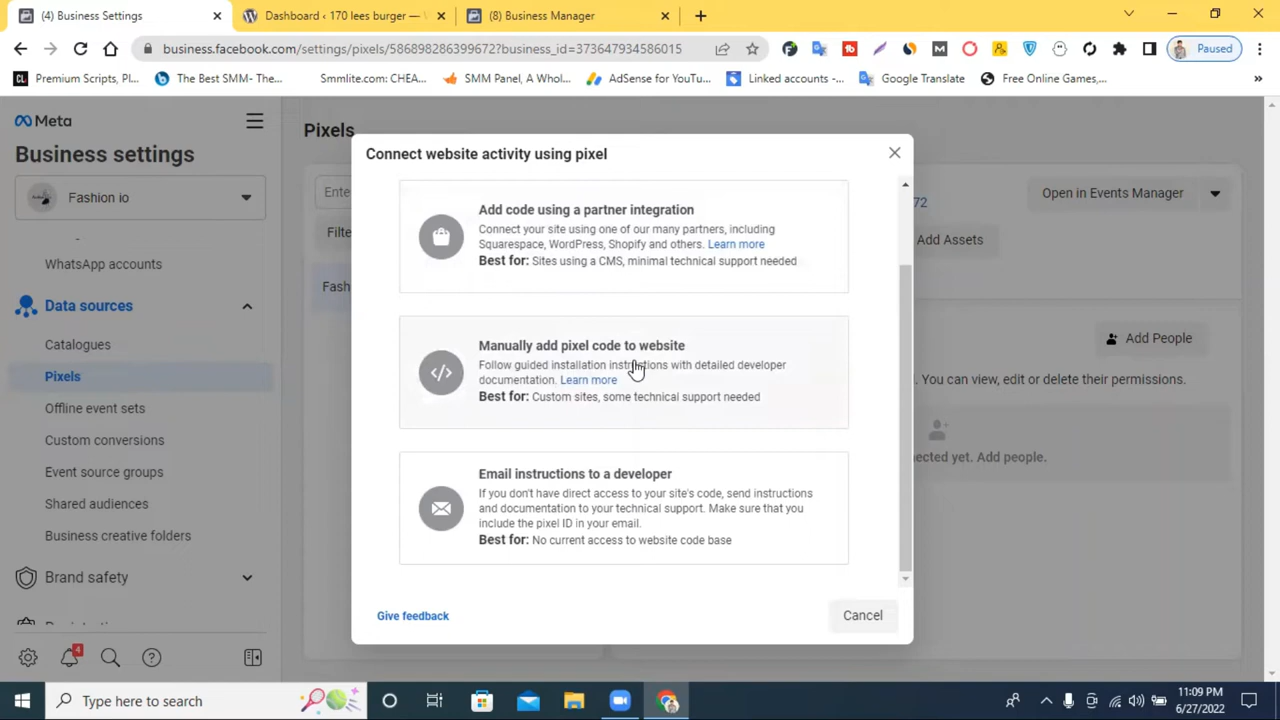 (4) Business Settings
Dashboard ‹ 170 lees burger — W
(8) Business Manager
business.facebook.com/settings/pixels/586898286399672?business_id=373647934586015
Paused
Premium Scripts, Pl...
The Best SMM- The...
Smmlite.com: CHEA...
SMM Panel, A Whol...
AdSense for YouTu...
Linked accounts -...
Google Translate
Free Online Games,...
Meta
Business settings
Fashion io
WhatsApp accounts
Data sources
Catalogues
Pixels
Offline event sets
Custom conversions
Event source groups
Shared audiences
Business creative folders
Brand safety
4
Pixels
Enter
Filte
Fash
72
Open in Events Manager
Add Assets
Add People
. You can view, edit or delete their permissions.
nected yet. Add people.
Connect website activity using pixel
Add code using a partner integration
Connect your site using one of our many partners, including
Squarespace, WordPress, Shopify and others. Learn more
Best for: Sites using a CMS, minimal technical support needed
Manually add pixel code to website
Follow guided installation instructions with detailed developer
documentation. Learn more
Best for: Custom sites, some technical support needed
Email instructions to a developer
If you don't have direct access to your site's code, send instructions
and documentation to your technical support. Make sure that you
include the pixel ID in your email.
Best for: No current access to website code base
Give feedback
Cancel
Type here to search
11:09 PM
6/27/2022